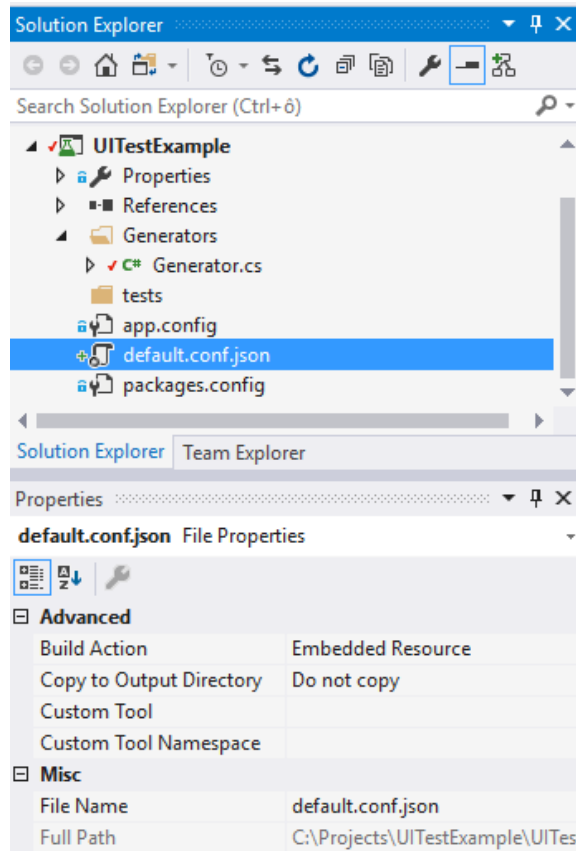 Solution Explorer
Search Solution Explorer (Ctrl+ô)
UITestExample
Properties
References
Generators
C# Generator.cs
tests
app.config
default.conf.json
packages.config
Solution Explorer Team Explorer
Properties
default.conf.json File Properties
Advanced
Build Action Embedded Resource
Copy to Output Directory Do not copy
Custom Tool
Custom Tool Namespace
Misc
File Name default.conf.json
Full Path C:\Projects\UITestExample\UITes